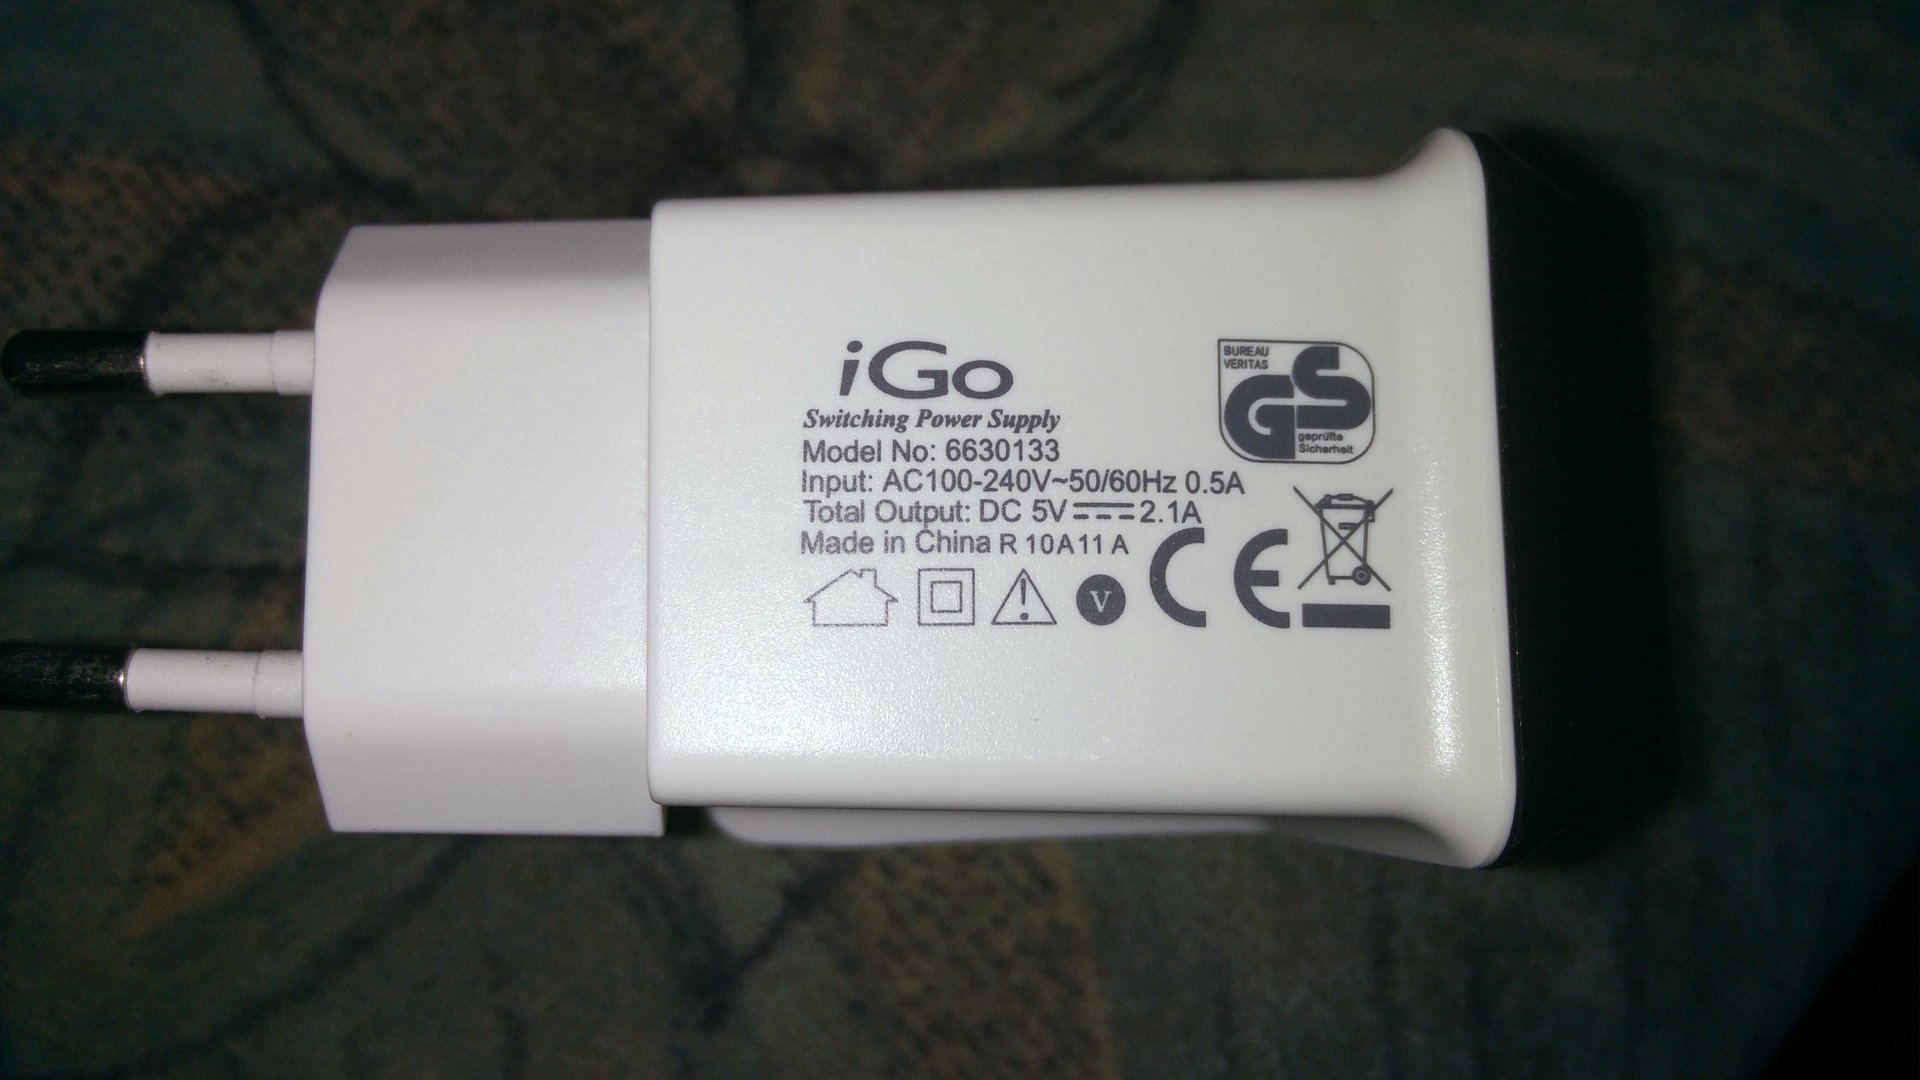 iGo
Switching Power Supply
Model No: 6630133
Input: AC100-240V~50/60Hz 0.5A
Total Output: DC 5V⎓2.1A
Made in China R 10A11 A
V
CE
BUREAU
VERITAS
GS
geprüfte
Sicherheit